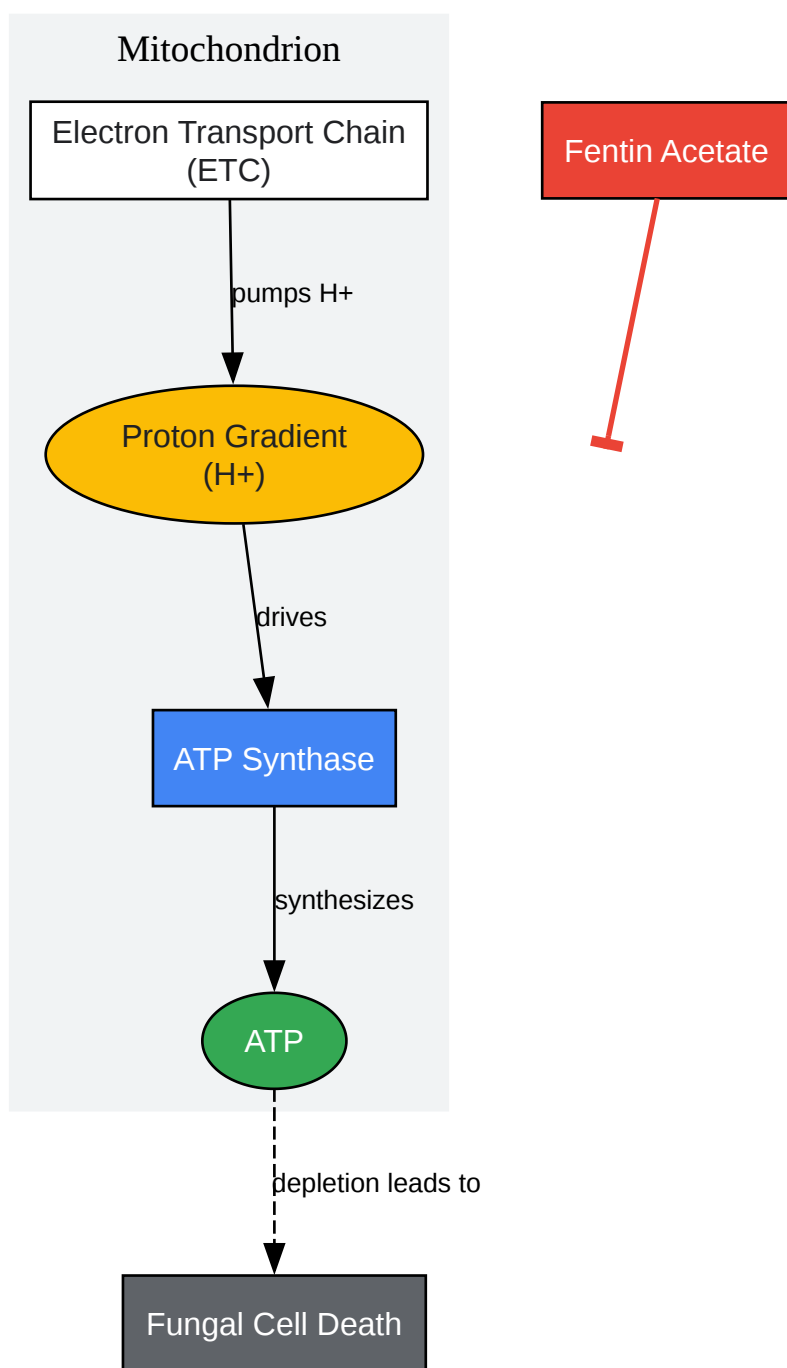 Mitochondrion
Electron Transport Chain
(ETC)
Fentin Acetate
pumps H+
Proton Gradient
(H+)
drives
ATP Synthase
synthesizes
ATP
depletion leads to
Fungal Cell Death